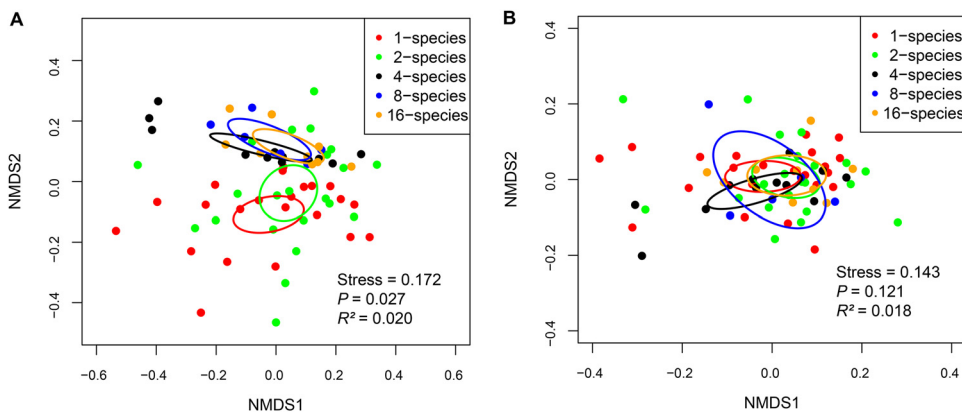 A
1−species
2−species
4−species
8−species
16−species
Stress = 0.172
P = 0.027
R² = 0.020
NMDS2
0.4
0.2
0.0
−0.2
−0.4
−0.6 −0.4 −0.2 0.0 0.2 0.4 0.6
NMDS1
B
1−species
2−species
4−species
8−species
16−species
Stress = 0.143
P = 0.121
R² = 0.018
NMDS2
0.4
0.2
0.0
−0.2
−0.4
−0.4 −0.2 0.0 0.2 0.4
NMDS1